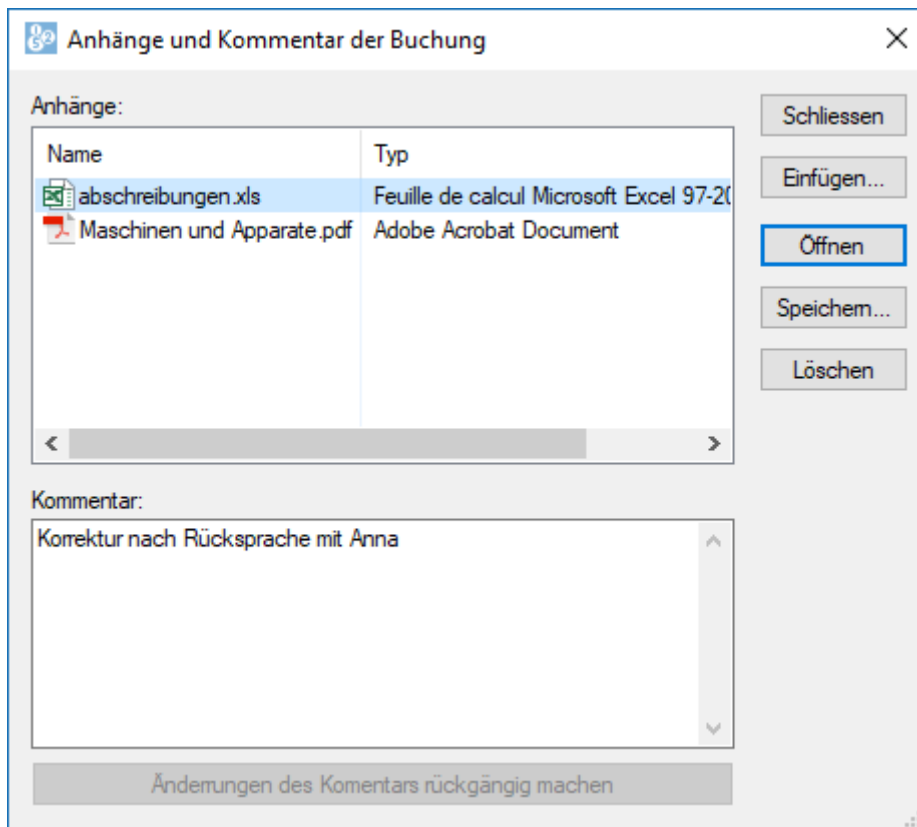 Anhänge und Kommentar der Buchung
Anhänge:
Schliessen
Name Typ
abschreibungen.xls Feuille de calcul Microsoft Excel 97-20
Einfügen...
Maschinen und Apparate.pdf Adobe Acrobat Document
Öffnen
Speichern...
Löschen
Kommentar:
Korrektur nach Rücksprache mit Anna
Änderrungen des Komentars rückgängig machen